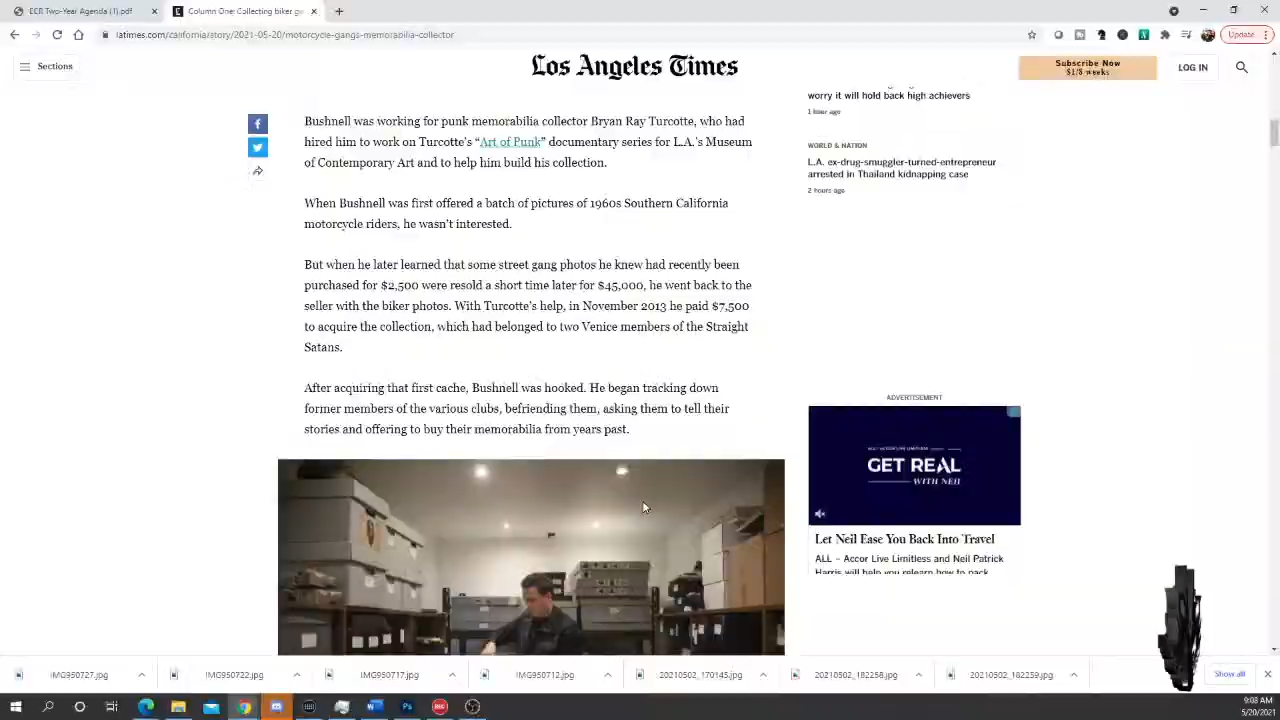 ECR Two-Year Agenda (J).pdf
Column One: Collecting biker ga
latimes.com/california/story/2021-05-20/motorcycle-gangs-memorabilia-collector
Update
Sections
Los Angeles Times
Subscribe Now
$1/8 weeks
LOG IN
worry it will hold back high achievers
1 hour ago
Bushnell was working for punk memorabilia collector Bryan Ray Turcotte, who had
hired him to work on Turcotte's “Art of Punk” documentary series for L.A.'s Museum
of Contemporary Art and to help him build his collection.
WORLD & NATION
L.A. ex-drug-smuggler-turned-entrepreneur
arrested in Thailand kidnapping case
2 hours ago
When Bushnell was first offered a batch of pictures of 1960s Southern California
motorcycle riders, he wasn't interested.
But when he later learned that some street gang photos he knew had recently been
purchased for $2,500 were resold a short time later for $45,000, he went back to the
seller with the biker photos. With Turcotte's help, in November 2013 he paid $7,500
to acquire the collection, which had belonged to two Venice members of the Straight
Satans.
After acquiring that first cache, Bushnell was hooked. He began tracking down
former members of the various clubs, befriending them, asking them to tell their
stories and offering to buy their memorabilia from years past.
ADVERTISEMENT
GET REAL
WITH NEIL
Let Neil Ease You Back Into Travel
ALL – Accor Live Limitless and Neil Patrick
Harris will help you relearn how to pack
IMG950727.jpg
IMG950722.jpg
IMG950717.jpg
IMG950712.jpg
20210502_170145.jpg
20210502_182258.jpg
20210502_182259.jpg
Show all
9:08 AM
5/20/2021